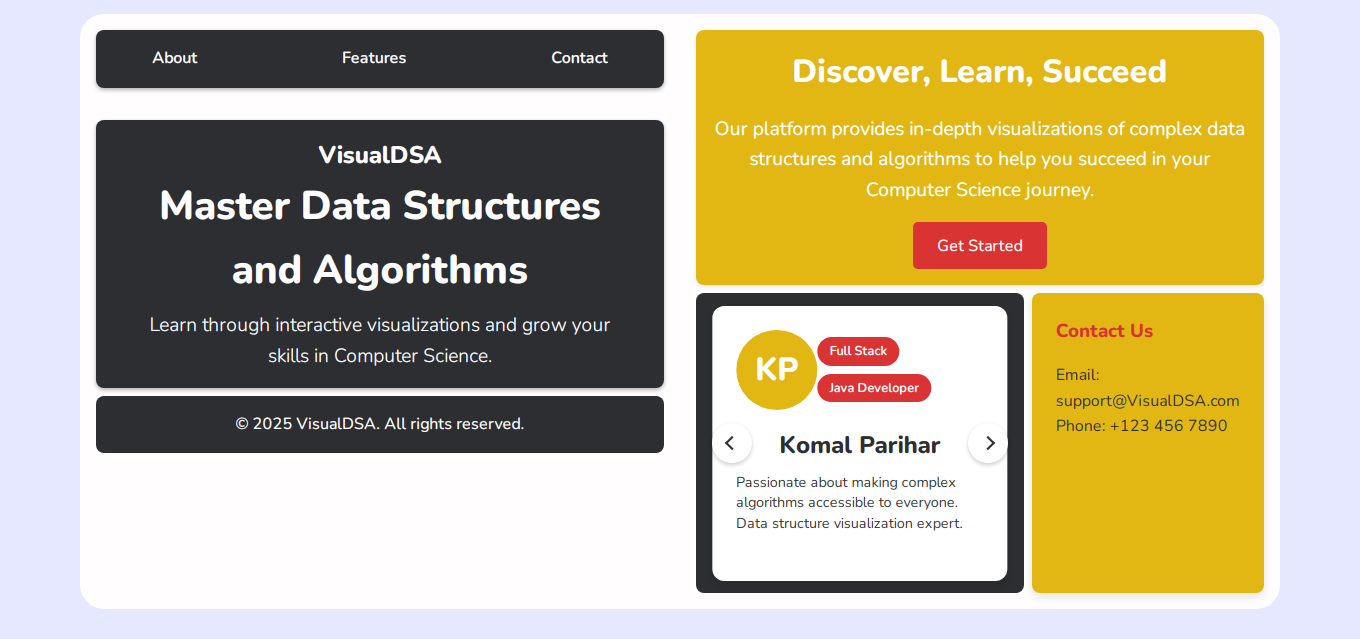 About
Features
Contact
VisualDSA
Master Data Structures
and Algorithms
Learn through interactive visualizations and grow your
skills in Computer Science.
© 2025 VisualDSA. All rights reserved.
Discover, Learn, Succeed
Our platform provides in-depth visualizations of complex data
structures and algorithms to help you succeed in your
Computer Science journey.
Get Started
KP
Full Stack
Java Developer
Komal Parihar
Passionate about making complex
algorithms accessible to everyone.
Data structure visualization expert.
Contact Us
Email:
support@VisualDSA.com
Phone: +123 456 7890